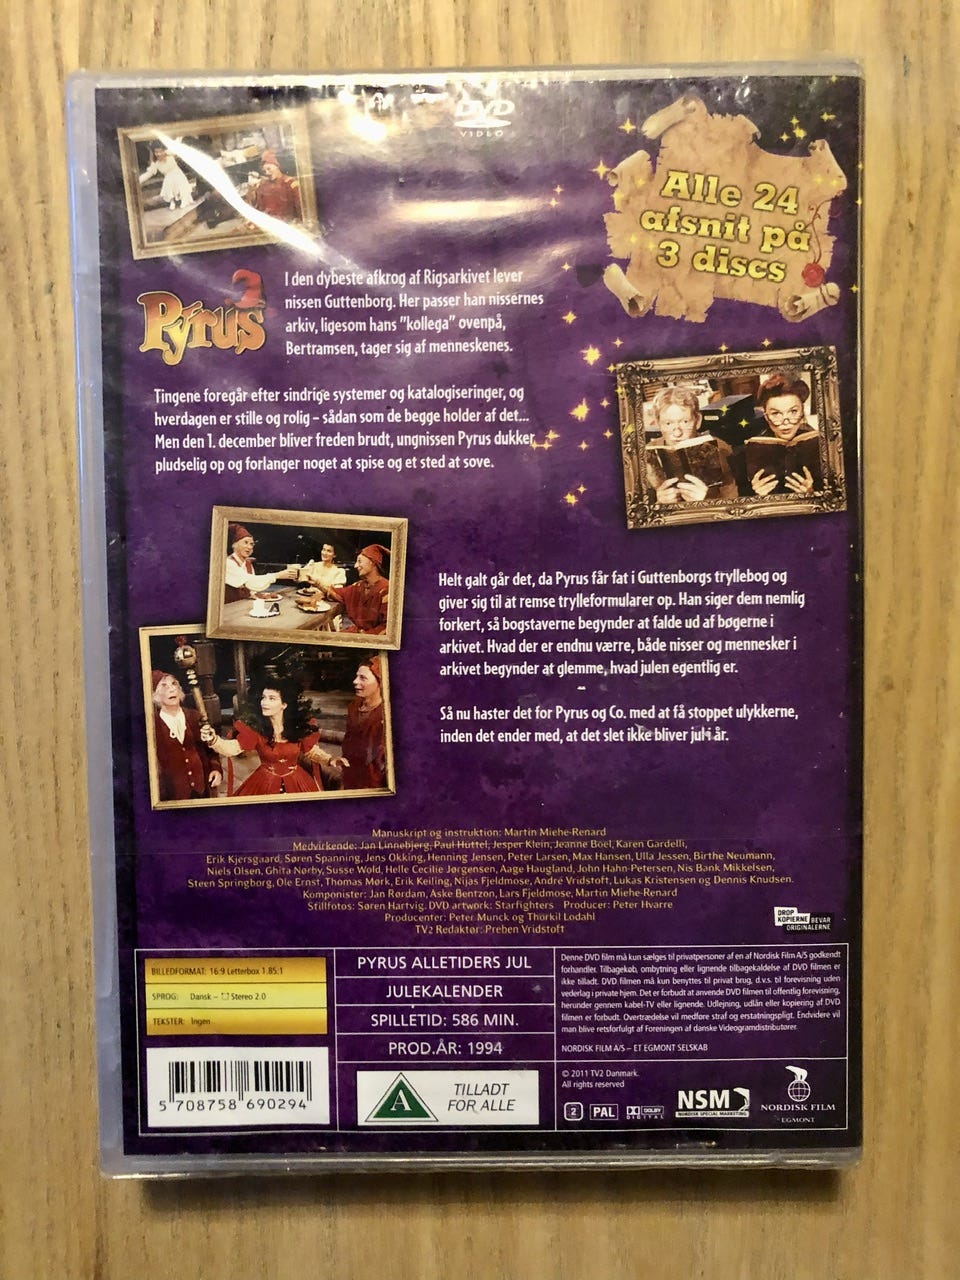 DVD
VIDEO
Alle 24
afsnit på
3 discs
Pyrus
I den dybeste afkrog af Rigsarkivet lever
nissen Guttenborg. Her passer han nissernes
arkiv, ligesom hans "kollega" ovenpå,
Bertramsen, tager sig af menneskenes.
Tingene foregår efter sindrige systemer og katalogiseringer, og
hverdagen er stille og rolig – sådan som de begge holder af det...
Men den 1. december bliver freden brudt, ungnissen Pyrus dukker
pludselig op og forlanger noget at spise og et sted at sove.
Helt galt går det, da Pyrus får fat i Guttenborgs tryllebog og
giver sig til at remse trylleformularer op. Han siger dem nemlig
forkert, så bogstaverne begynder at falde ud af bøgerne i
arkivet. Hvad der er endnu værre, både nisser og mennesker i
arkivet begynder at glemme, hvad julen egentlig er.
Så nu haster det for Pyrus og Co. med at få stoppet ulykkerne,
inden det ender med, at det slet ikke bliver jul i år.
Manuskript og instruktion: Martin Miehe-Renard
Medvirkende: Jan Linnebjerg, Paul Hüttel, Jesper Klein, Jeanne Boel, Karen Gardelli,
Erik Kjersgaard, Søren Spanning, Jens Okking, Henning Jensen, Peter Larsen, Max Hansen, Ulla Jessen, Birthe Neumann,
Niels Olsen, Ghita Nørby, Susse Wold, Helle Cecilie Jørgensen, Aage Haugland, John Hahn-Petersen, Nis Bank Mikkelsen,
Steen Springborg, Ole Ernst, Thomas Mørk, Erik Keiling, Nijas Fjeldmose, André Vridstoft, Lukas Kristensen og Dennis Knudsen.
Komponister: Jan Rørdam, Aske Bentzon, Lars Fjeldmose, Martin Miehe-Renard
Stillfotos: Søren Hartvig. DVD artwork: Starfighters Producer: Peter Hvarre
Producenter: Peter Munck og Thorkil Lodahl
TV2 Redaktør: Preben Vridstoft
DROP
KOPIERNE BEVAR
ORIGINALERNE
BILLEDFORMAT: 16:9 Letterbox 1.85:1
SPROG: Dansk - Stereo 2.0
TEKSTER: Ingen
PYRUS ALLETIDERS JUL
JULEKALENDER
SPILLETID: 586 MIN.
PROD.ÅR: 1994
Denne DVD film må kun sælges til privatpersoner af en af Nordisk Film A/S godkendt
forhandler. Tilbagekøb, ombytning eller lignende tilbagekaldelse af DVD filmen er
ikke tilladt. DVD filmen må kun benyttes til privat brug, d.v.s. til forevisning uden
vederlag i private hjem. Det er forbudt at anvende DVD filmen til offentlig forevisning,
herunder gennem kabel-TV eller lignende. Udlejning, udlån eller kopiering af DVD
filmen er forbudt. Overtrædelse vil medføre straf og erstatningspligt. Endvidere vil
man blive retsforfulgt af Foreningen af danske Videogramdistributører.
NORDISK FILM A/S – ET EGMONT SELSKAB
5 708758 690294
A
TILLADT
FOR ALLE
© 2011 TV2 Danmark.
All rights reserved
2
PAL
DOLBY
DIGITAL
NSM
NORDISK SPECIAL MARKETING
NORDISK FILM
EGMONT